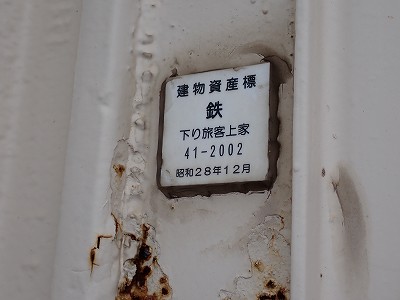 建物資産標
鉄
下り旅客上家
41-2002
昭和28年12月